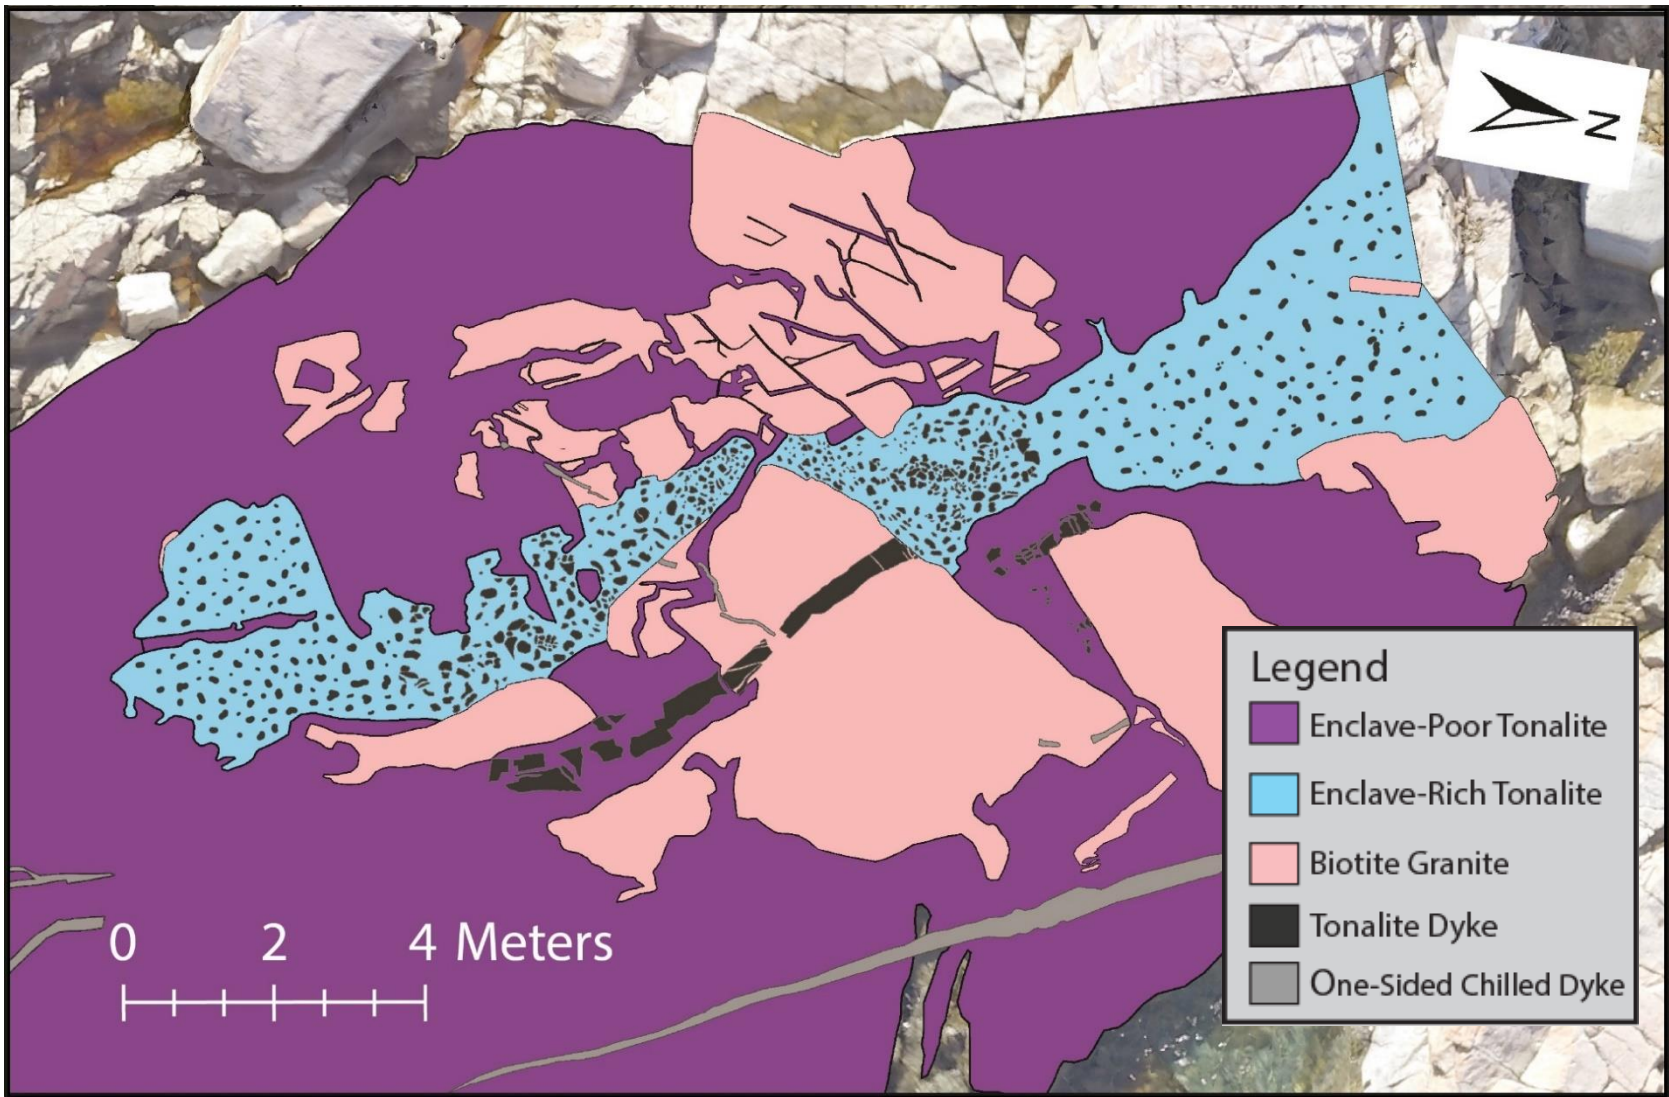 N
Legend
Enclave-Poor Tonalite
Enclave-Rich Tonalite
Biotite Granite
Tonalite Dyke
One-Sided Chilled Dyke
0 2 4 Meters